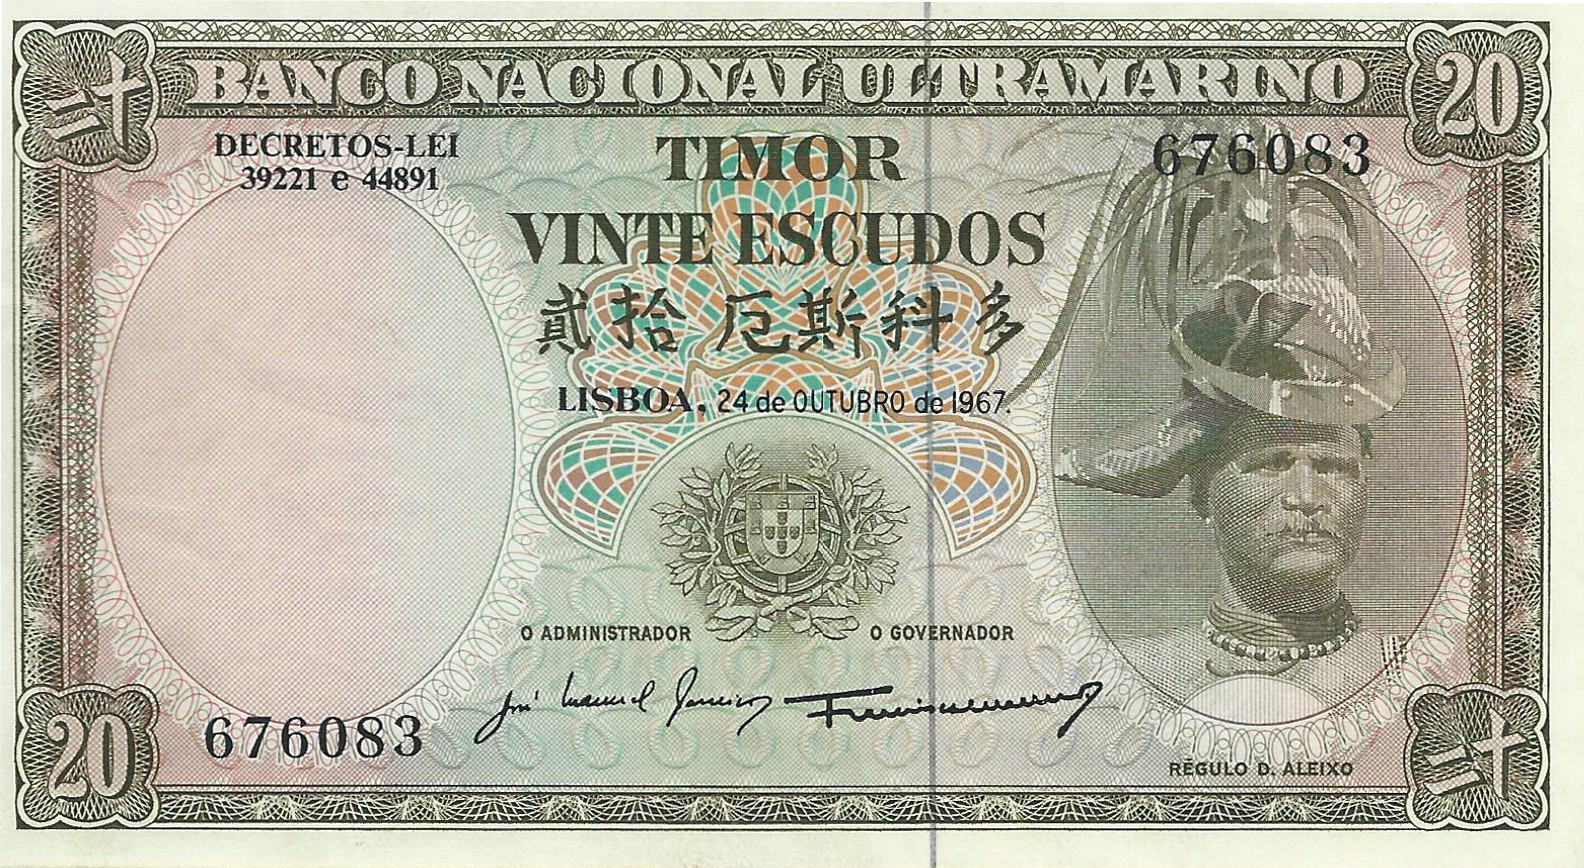 二十 BANCO NACIONAL ULTRAMARINO 20
DECRETOS-LEI
39221 e 44891
TIMOR
676083
VINTE ESCUDOS
貳拾 厄斯科多
LISBOA, 24 de OUTUBRO de 1967.
O ADMINISTRADOR O GOVERNADOR
20 676083
RÉGULO D. ALEIXO
二十